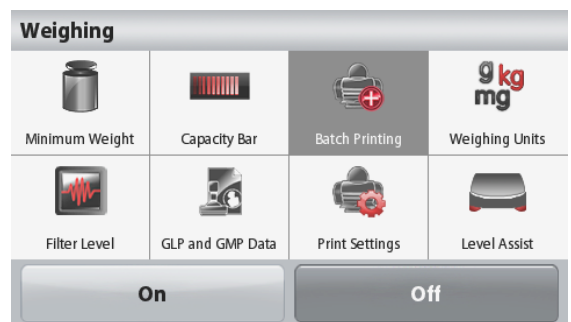 Weighing
g kg
mg
Minimum Weight
Capacity Bar
Batch Printing
Weighing Units
Filter Level
GLP and GMP Data
Print Settings
Level Assist
On
Off